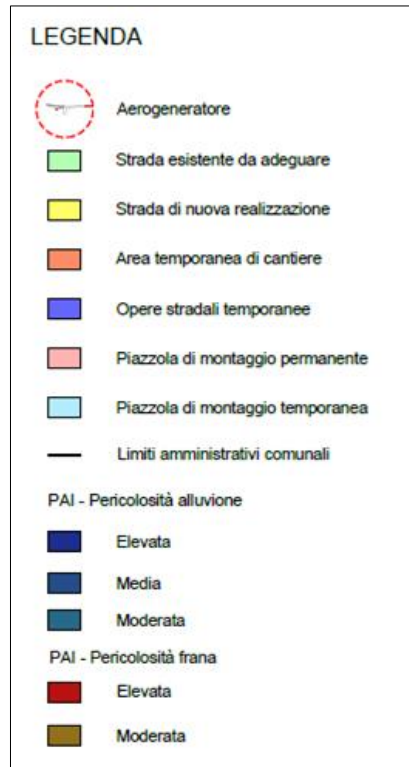 LEGENDA
Aerogeneratore
Strada esistente da adeguare
Strada di nuova realizzazione
Area temporanea di cantiere
Opere stradali temporanee
Piazzola di montaggio permanente
Piazzola di montaggio temporanea
Limiti amministrativi comunali
PAI - Pericolosità alluvione
Elevata
Media
Moderata
PAI - Pericolosità frana
Elevata
Moderata